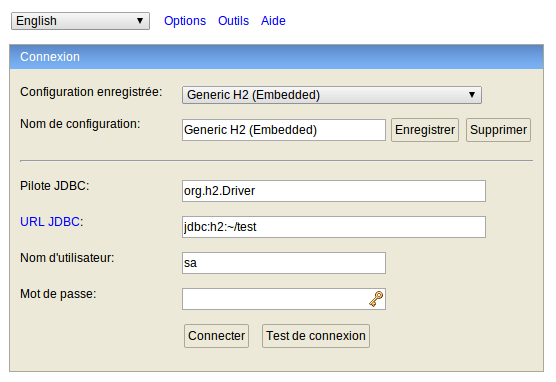 English Options Outils Aide
Connexion
Configuration enregistrée: Generic H2 (Embedded)
Nom de configuration: Generic H2 (Embedded) Enregistrer Supprimer
Pilote JDBC: org.h2.Driver
URL JDBC: jdbc:h2:~/test
Nom d'utilisateur: sa
Mot de passe:
Connecter Test de connexion